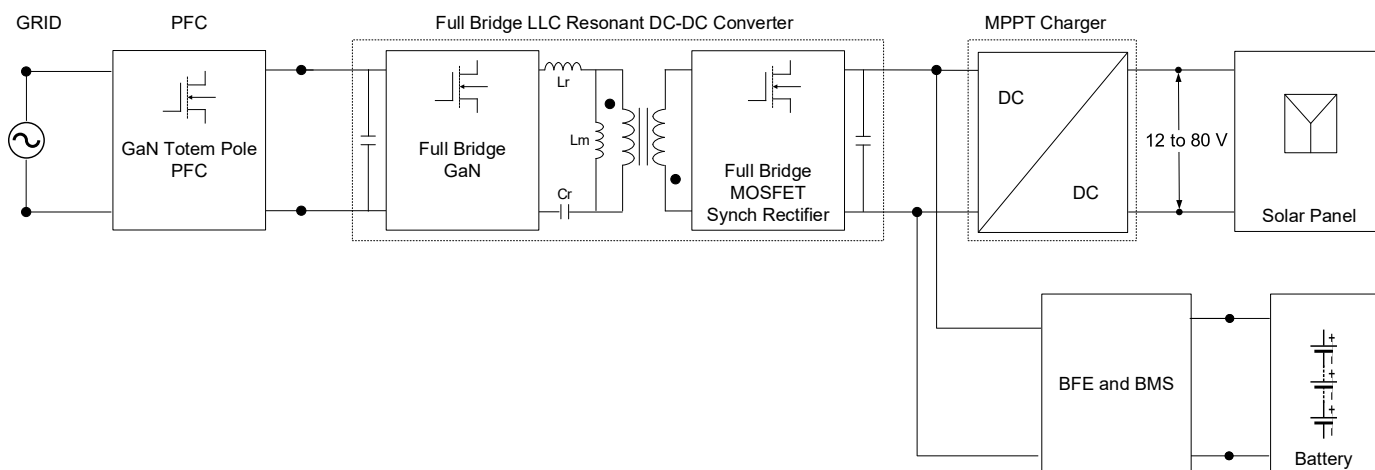 GRID
PFC
Full Bridge LLC Resonant DC-DC Converter
MPPT Charger
GaN Totem Pole
PFC
Full Bridge
GaN
Lr
Lm
Cr
Full Bridge
MOSFET
Synch Rectifier
DC
DC
12 to 80 V
Solar Panel
BFE and BMS
Battery